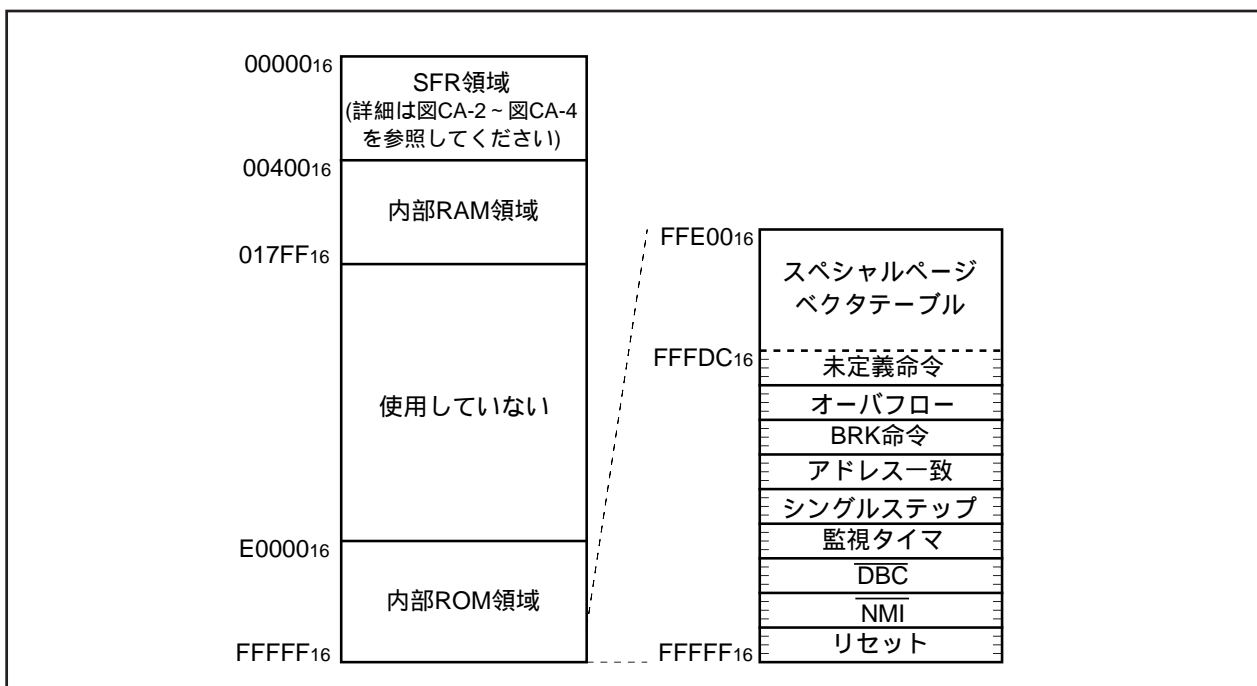 0000016
SFR領域
(詳細は図CA-2 ~ 図CA-4
を参照してください)
0040016
内部RAM領域
017FF16
使用していない
E000016
内部ROM領域
FFFFF16
FFE0016
スペシャルページ
ベクタテーブル
FFFDC16
未定義命令
オーバフロー
BRK命令
アドレス一致
シングルステップ
監視タイマ
DBC
NMI
リセット
FFFFF16